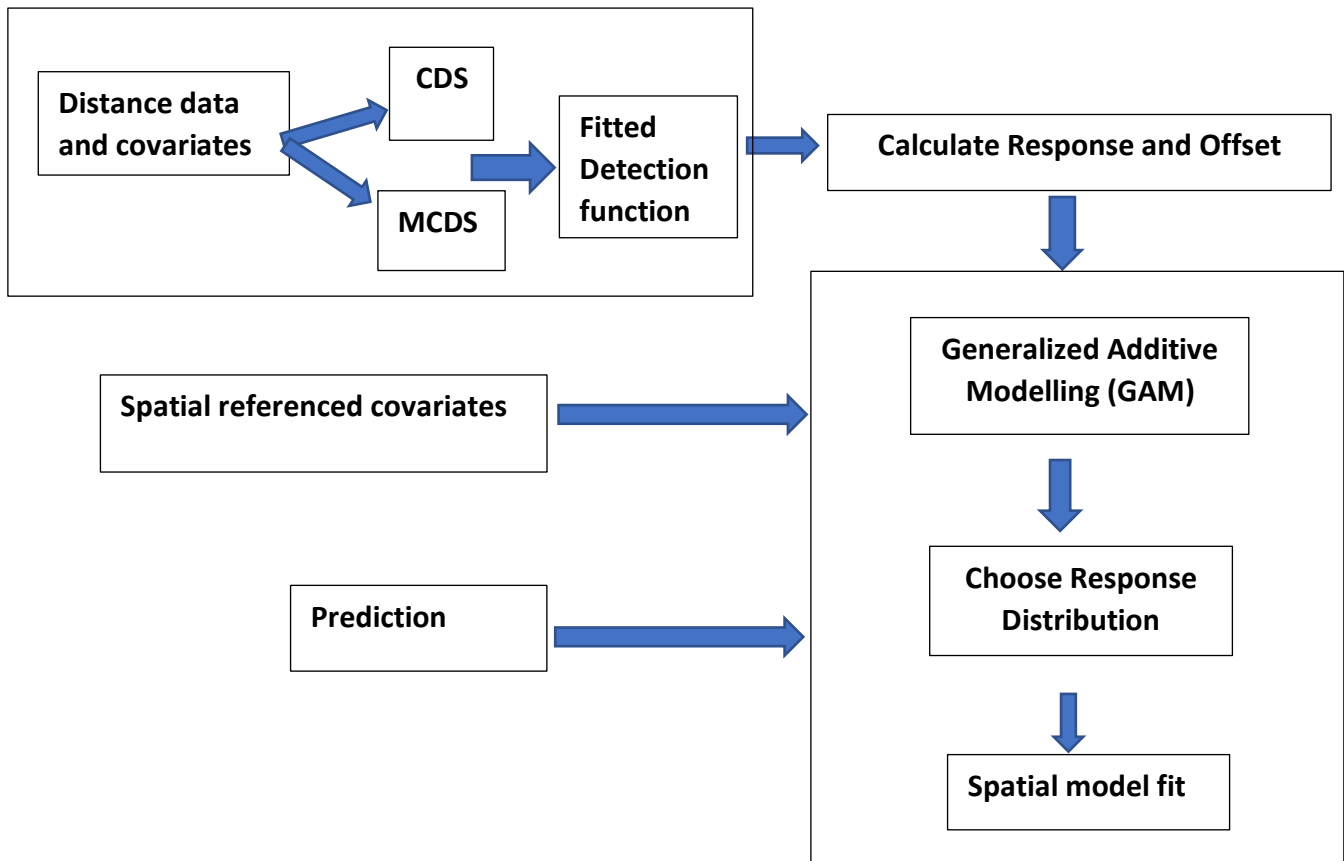 Distance data
and covariates
CDS
MCDS
Fitted
Detection
function
Calculate Response and Offset
Generalized Additive
Modelling (GAM)
Spatial referenced covariates
Choose Response
Distribution
Prediction
Spatial model fit